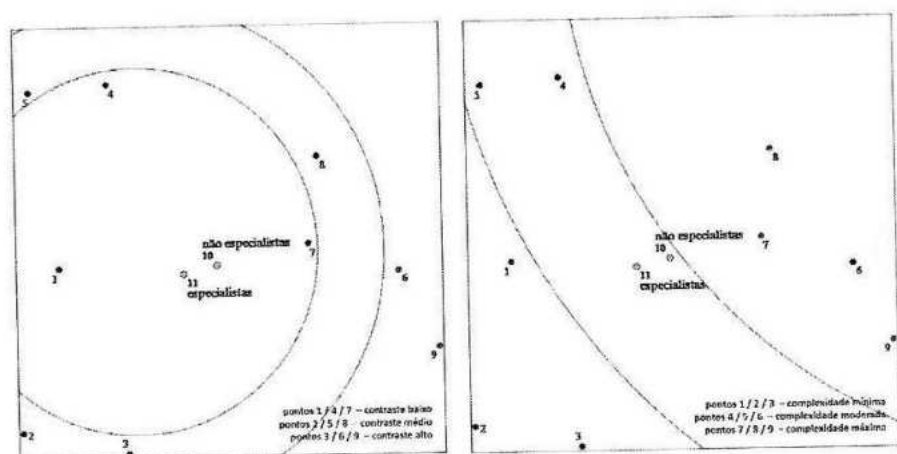 5
4
8
não especialistas
10
7
11
especialistas
1
6
9
pontos 1 / 4 / 7 – contraste baixo
pontos 2 / 5 / 8 – contraste médio
pontos 3 / 6 / 9 – contraste alto
2
3
5
4
8
não especialistas
10
7
11
especialistas
1
6
9
pontos 1 / 2 / 3 – complexidade mínima
pontos 4 / 5 / 6 – complexidade moderada
pontos 7 / 8 / 9 – complexidade máxima
2
3